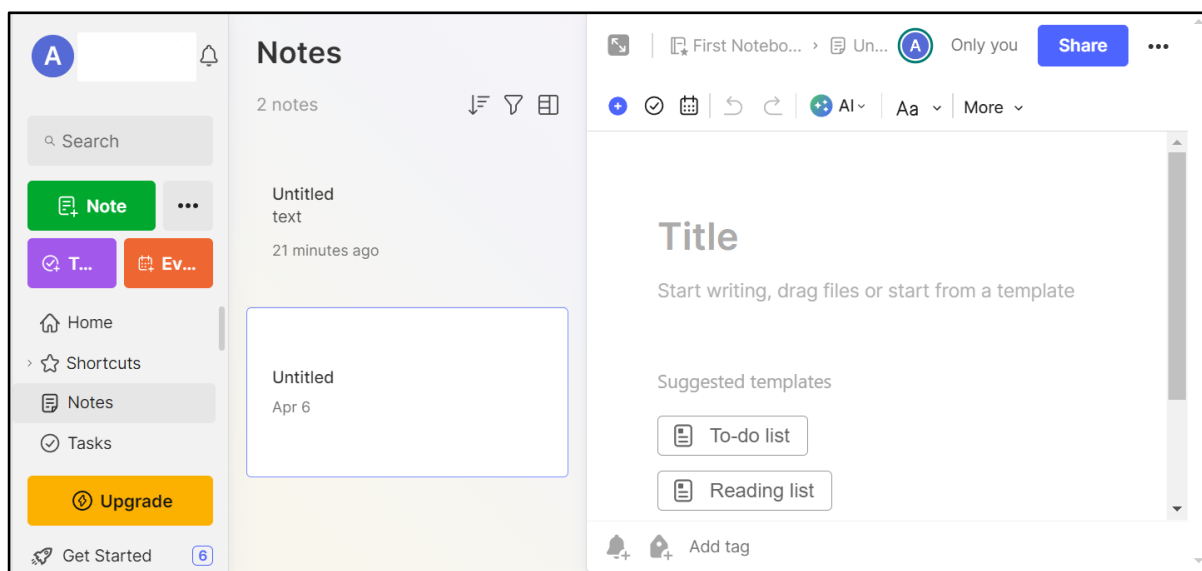 A
Search
Note
T...
Ev...
Home
Shortcuts
Notes
Tasks
Upgrade
Get Started 6
Notes
2 notes
Untitled
text
21 minutes ago
Untitled
Apr 6
First Notebo... › Un... A Only you Share
AI Aa More
Title
Start writing, drag files or start from a template
Suggested templates
To-do list
Reading list
Add tag